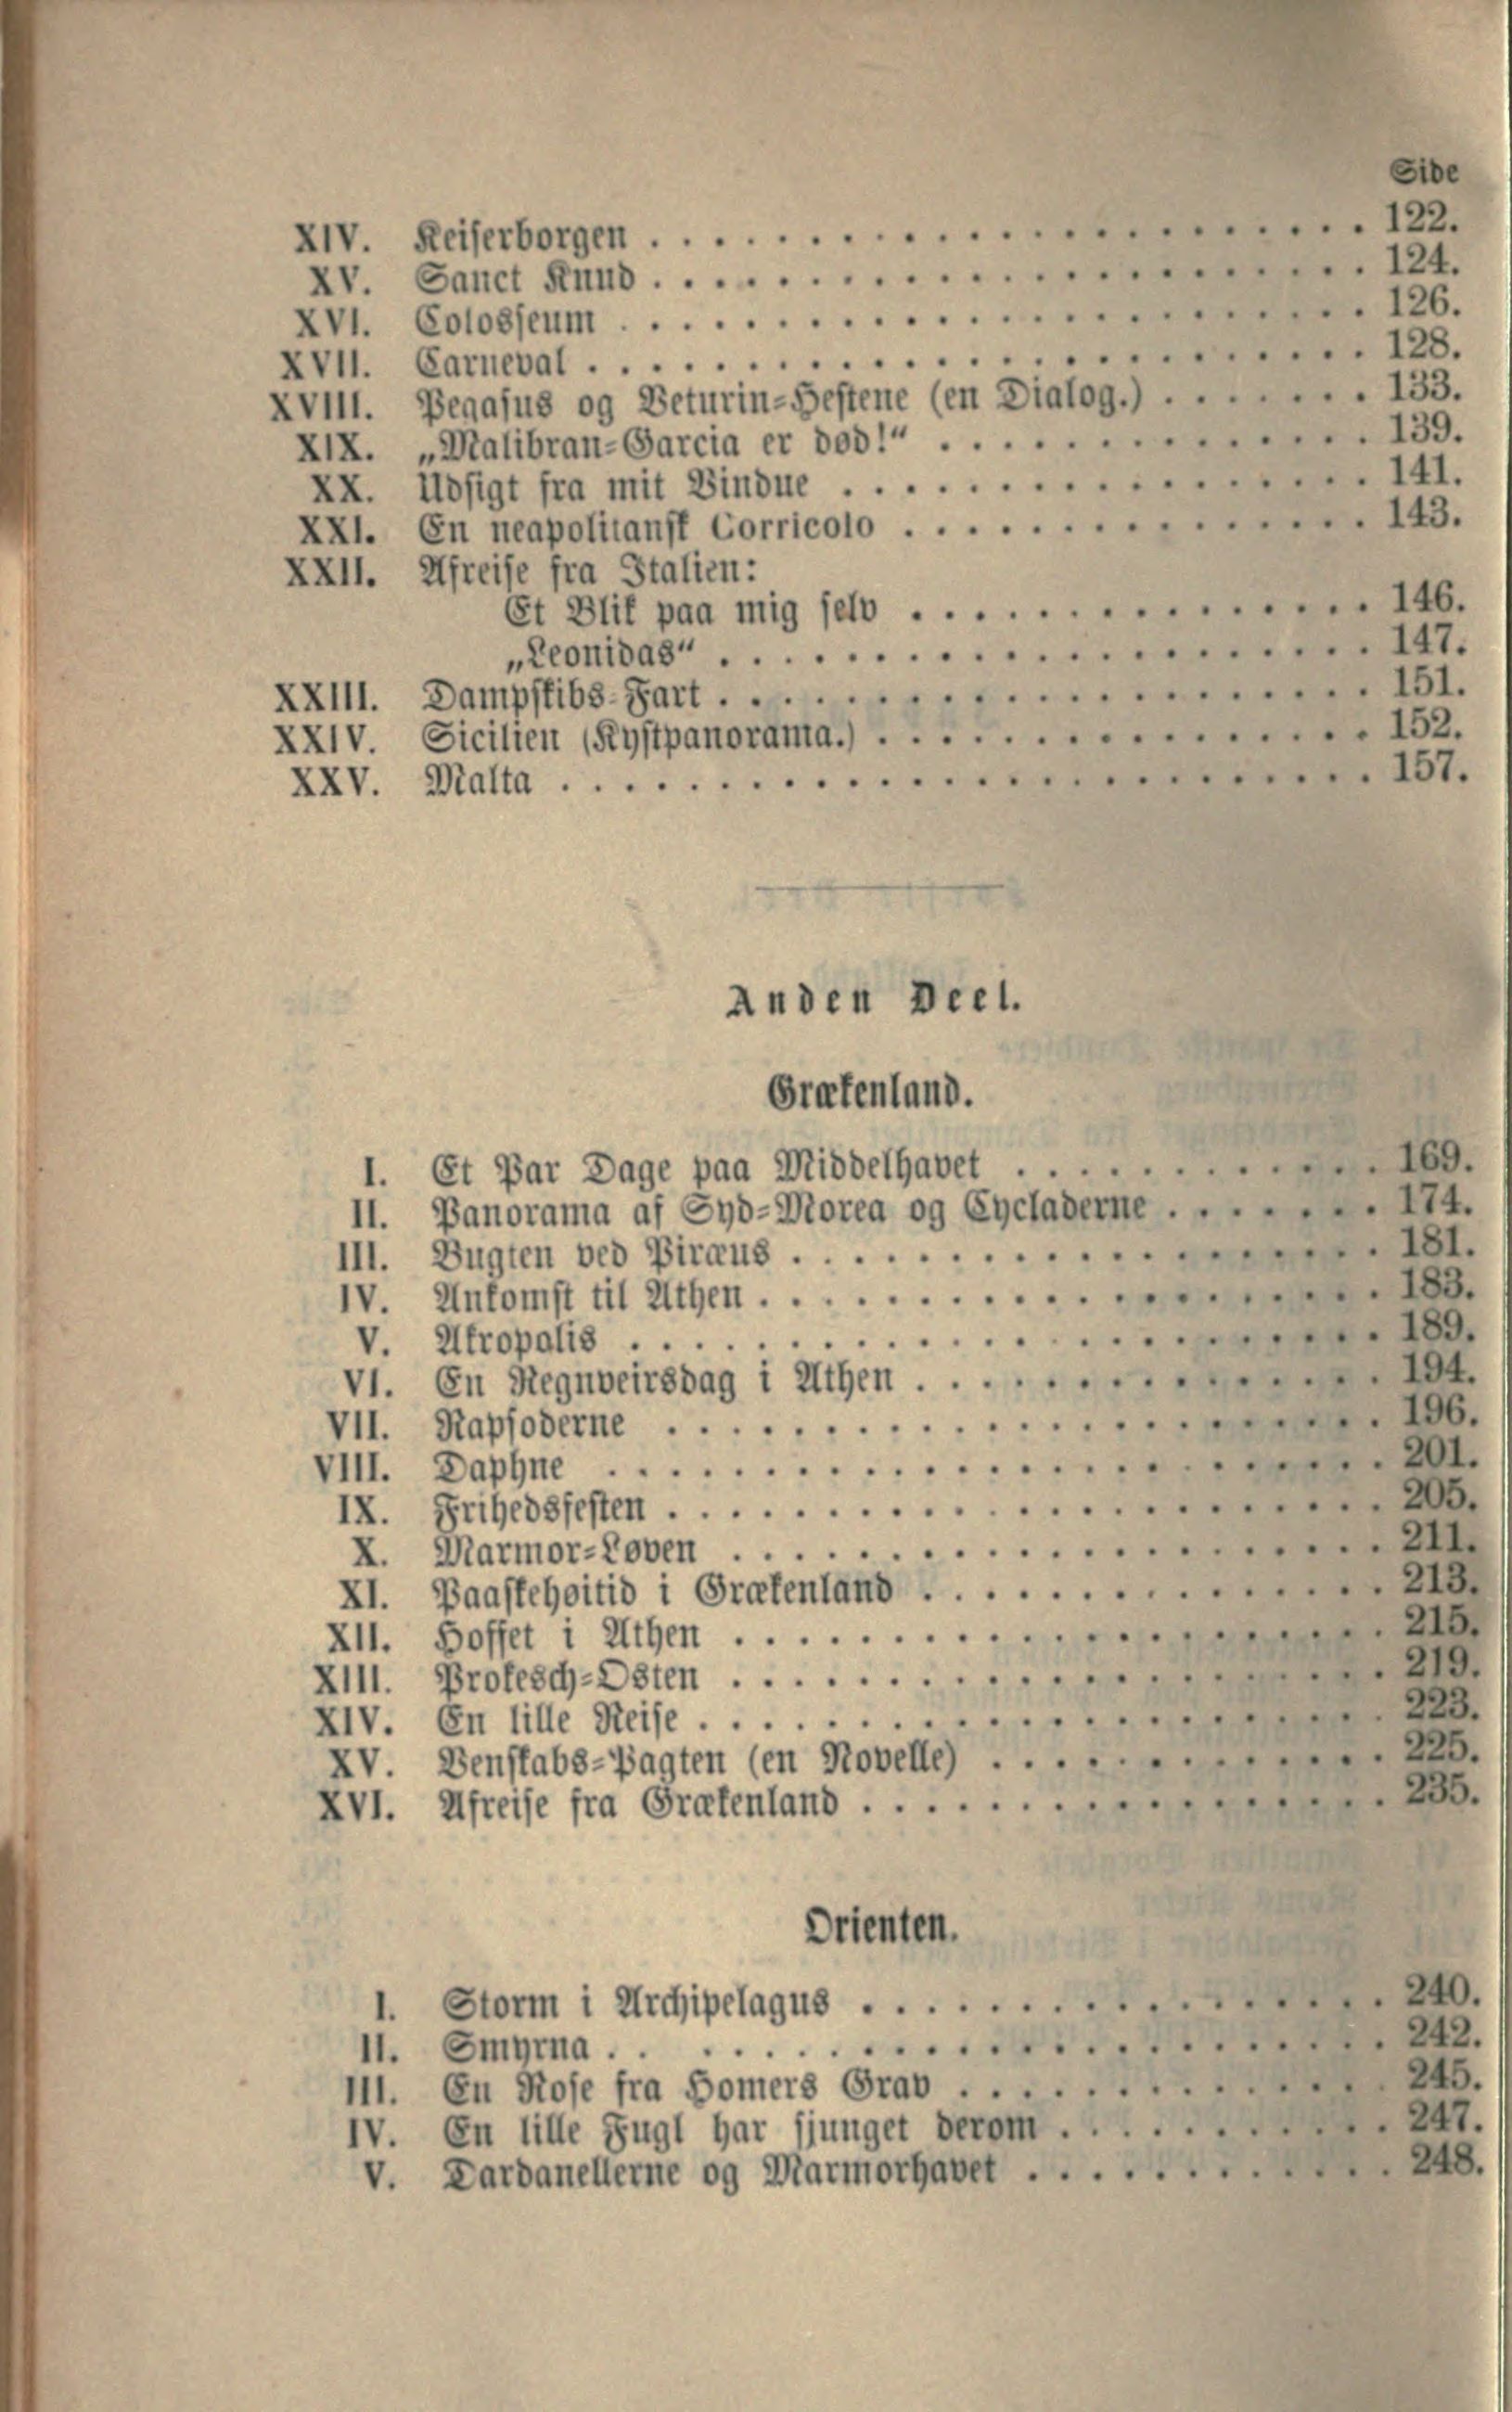 Side
XIV. Keiserborgen . . . . . . . . . . . . . . . . . . . . . . . 122.
XV. Sanct Knud . . . . . . . . . . . . . . . . . . . . . . . 124.
XVI. Colosseum . . . . . . . . . . . . . . . . . . . . . . . . 126.
XVII. Carneval . . . . . . . . . . . . . . . . . . . . . . . . . 128.
XVIII. Pegasus og Veturin-Hestene (en Dialog.) . . . . . . . 133.
XIX. „Malibran-Garcia er død!“ . . . . . . . . . . . . . . 139.
XX. Udsigt fra mit Vindue . . . . . . . . . . . . . . . . . 141.
XXI. En neapolitansk Corricolo . . . . . . . . . . . . . . . 143.
XXII. Afreise fra Italien:
Et Blik paa mig selv . . . . . . . . . . . . . . . 146.
„Leonidas“ . . . . . . . . . . . . . . . . . . . . . 147.
XXIII. Dampskibs-Fart . . . . . . . . . . . . . . . . . . . . . 151.
XXIV. Sicilien (Kystpanorama.) . . . . . . . . . . . . . . . . 152.
XXV. Malta . . . . . . . . . . . . . . . . . . . . . . . . . . 157.
Anden Deel.
Grækenland.
I. Et Par Dage paa Middelhavet . . . . . . . . . . . . 169.
II. Panorama af Syd-Morea og Cycladerne . . . . . . . 174.
III. Bugten ved Piræus . . . . . . . . . . . . . . . . . . . 181.
IV. Ankomst til Athen . . . . . . . . . . . . . . . . . . . . 183.
V. Akropolis . . . . . . . . . . . . . . . . . . . . . . . . 189.
VI. En Regnveirsdag i Athen . . . . . . . . . . . . . . . 194.
VII. Rapsoderne . . . . . . . . . . . . . . . . . . . . . . . 196.
VIII. Daphne . . . . . . . . . . . . . . . . . . . . . . . . . 201.
IX. Frihedsfesten . . . . . . . . . . . . . . . . . . . . . . . 205.
X. Marmor-Løven . . . . . . . . . . . . . . . . . . . . . 211.
XI. Paaskehøitid i Grækenland . . . . . . . . . . . . . . . 213.
XII. Hoffet i Athen . . . . . . . . . . . . . . . . . . . . . 215.
XIII. Prokesch-Osten . . . . . . . . . . . . . . . . . . . . . 219.
XIV. En lille Reise . . . . . . . . . . . . . . . . . . . . . . 223.
XV. Venskabs-Pagten (en Novelle) . . . . . . . . . . . . . 225.
XVI. Afreise fra Grækenland . . . . . . . . . . . . . . . . . 235.
Orienten.
I. Storm i Archipelagus . . . . . . . . . . . . . . . . . 240.
II. Smyrna . . . . . . . . . . . . . . . . . . . . . . . . 242.
III. En Rose fra Homers Grav . . . . . . . . . . . . . . 245.
IV. En lille Fugl har sjunget derom . . . . . . . . . . . 247.
V. Dardanellerne og Marmorhavet . . . . . . . . . . . . 248.